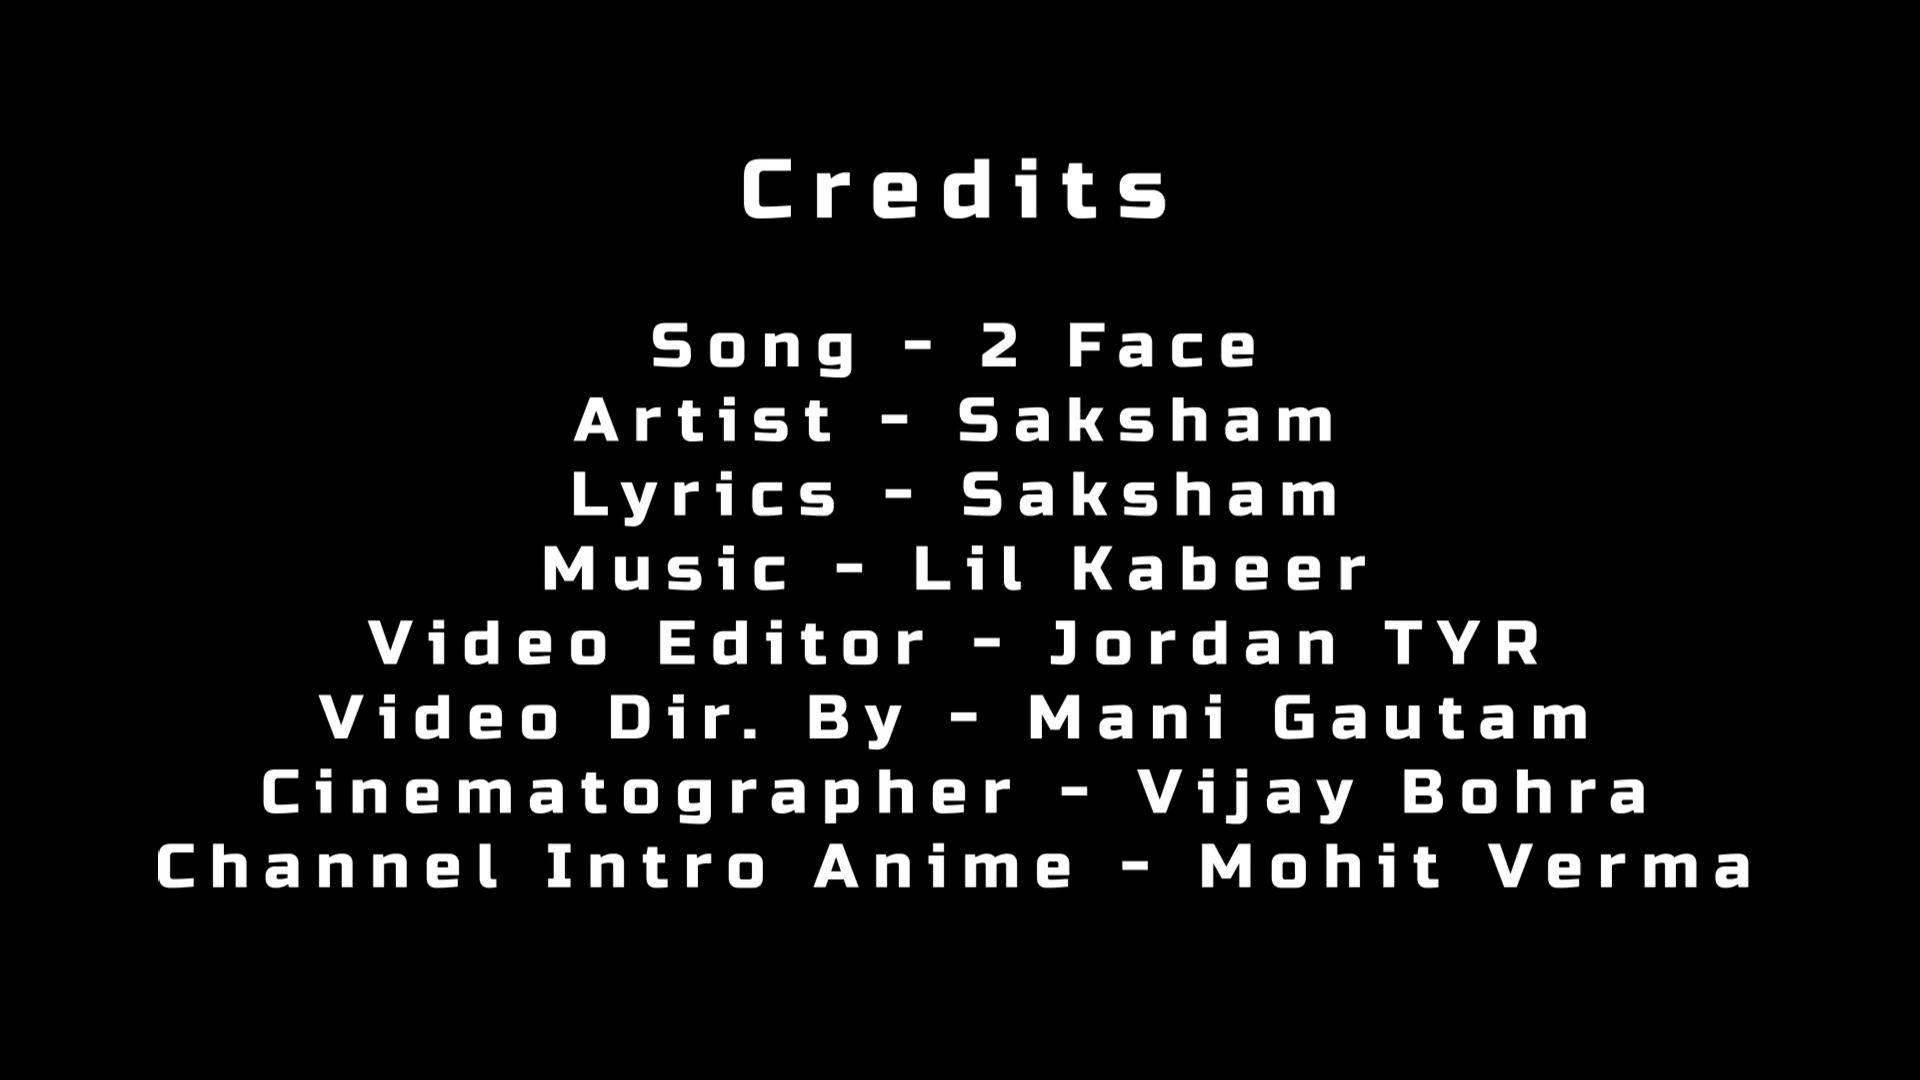 Credits
Song - 2 Face
Artist - Saksham
Lyrics - Saksham
Music - Lil Kabeer
Video Editor - Jordan TYR
Video Dir. By - Mani Gautam
Cinematographer - Vijay Bohra
Channel Intro Anime - Mohit Verma